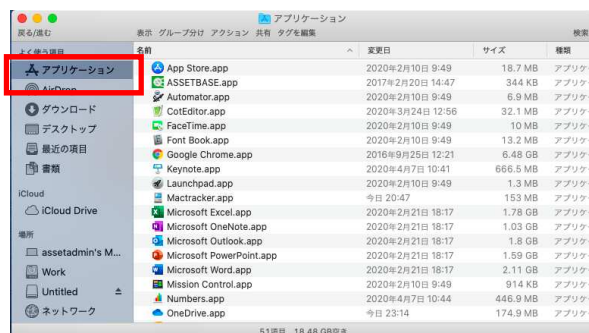 アプリケーション
戻る/進む 表示 グループ分け アクション 共有 タグを編集 検索
よく使う項目 名前 変更日 サイズ 種類
アプリケーション App Store.app 2020年2月10日 9:49 18.7 MB アプリケ
ASSETBASE.app 2017年2月20日 14:47 344 KB アプリケ
AirDrop Automator.app 2020年2月10日 9:49 6.9 MB アプリケ
ダウンロード CotEditor.app 2020年3月24日 12:56 32.1 MB アプリケ
デスクトップ FaceTime.app 2020年2月10日 9:49 10 MB アプリケ
最近の項目 Font Book.app 2020年2月10日 9:49 13.2 MB アプリケ
Google Chrome.app 2016年9月25日 12:21 6.48 GB アプリケ
書類 Keynote.app 2020年4月7日 10:41 666.5 MB アプリケ
Launchpad.app 2020年2月10日 9:49 1.3 MB アプリケ
iCloud Mactracker.app 今日 20:47 153 MB アプリケ
iCloud Drive Microsoft Excel.app 2020年2月21日 18:17 1.78 GB アプリケ
Microsoft OneNote.app 2020年2月21日 18:17 1.03 GB アプリケ
場所 Microsoft Outlook.app 2020年2月21日 18:17 1.8 GB アプリケ
assetadmin's M... Microsoft PowerPoint.app 2020年2月21日 18:17 1.59 GB アプリケ
Work Microsoft Word.app 2020年2月21日 18:17 2.11 GB アプリケ
Mission Control.app 2020年2月10日 9:49 914 KB アプリケ
Untitled Numbers.app 2020年4月7日 10:44 446.9 MB アプリケ
ネットワーク OneDrive.app 今日 23:14 174.9 MB アプリケ
51項目、18.48 GB空き